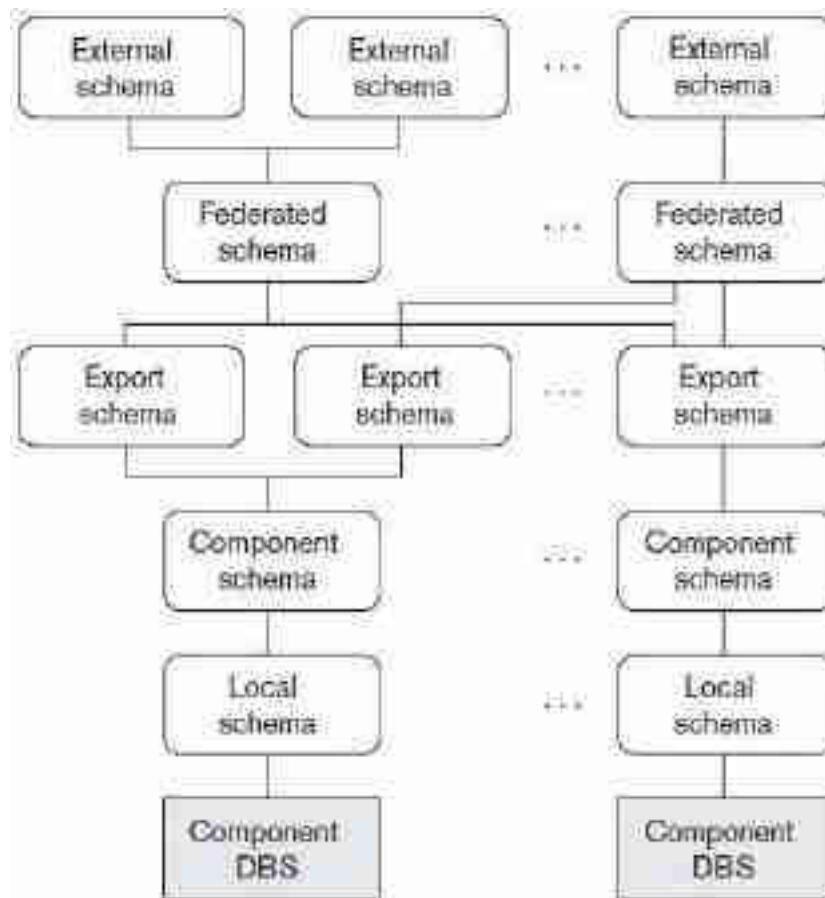 External
schema
External
schema
...
External
schema
Federated
schema
...
Federated
schema
Export
schema
Export
schema
...
Export
schema
Component
schema
...
Component
schema
Local
schema
...
Local
schema
Component
DBS
Component
DBS